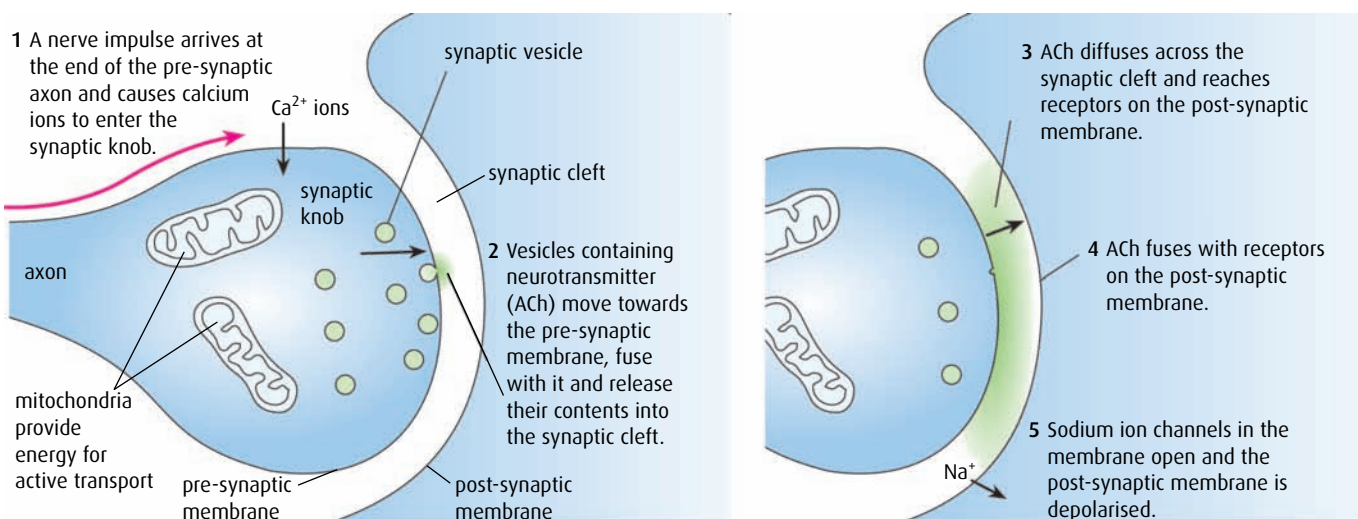 1 A nerve impulse arrives at
the end of the pre-synaptic
axon and causes calcium
ions to enter the
synaptic knob.
Ca²⁺ ions
synaptic vesicle
synaptic cleft
synaptic
knob
axon
2 Vesicles containing
neurotransmitter
(ACh) move towards
the pre-synaptic
membrane, fuse
with it and release
their contents into
the synaptic cleft.
mitochondria
provide
energy for
active transport
pre-synaptic
membrane
post-synaptic
membrane
3 ACh diffuses across the
synaptic cleft and reaches
receptors on the post-synaptic
membrane.
4 ACh fuses with receptors
on the post-synaptic
membrane.
5 Sodium ion channels in the
membrane open and the
post-synaptic membrane is
depolarised.
Na⁺